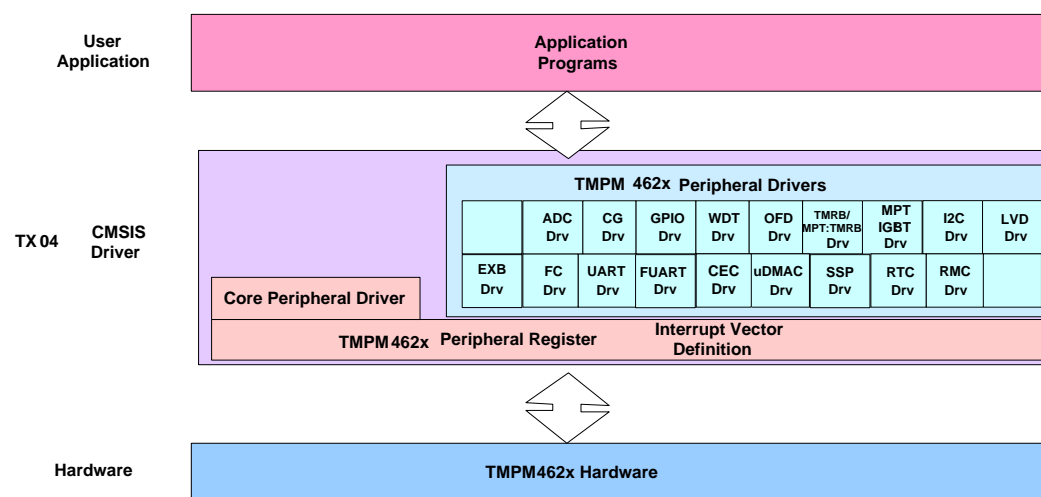 User
Application
Application
Programs
TMPM 462x Peripheral Drivers
ADC
Drv
CG
Drv
GPIO
Drv
WDT
Drv
OFD
Drv
TMRB/
MPT:TMRB
Drv
MPT
IGBT
Drv
I2C
Drv
LVD
Drv
TX 04 CMSIS
Driver
EXB
Drv
FC
Drv
UART
Drv
FUART
Drv
CEC
Drv
uDMAC
Drv
SSP
Drv
RTC
Drv
RMC
Drv
Core Peripheral Driver
TMPM 462x Peripheral Register
Interrupt Vector
Definition
Hardware
TMPM462x Hardware